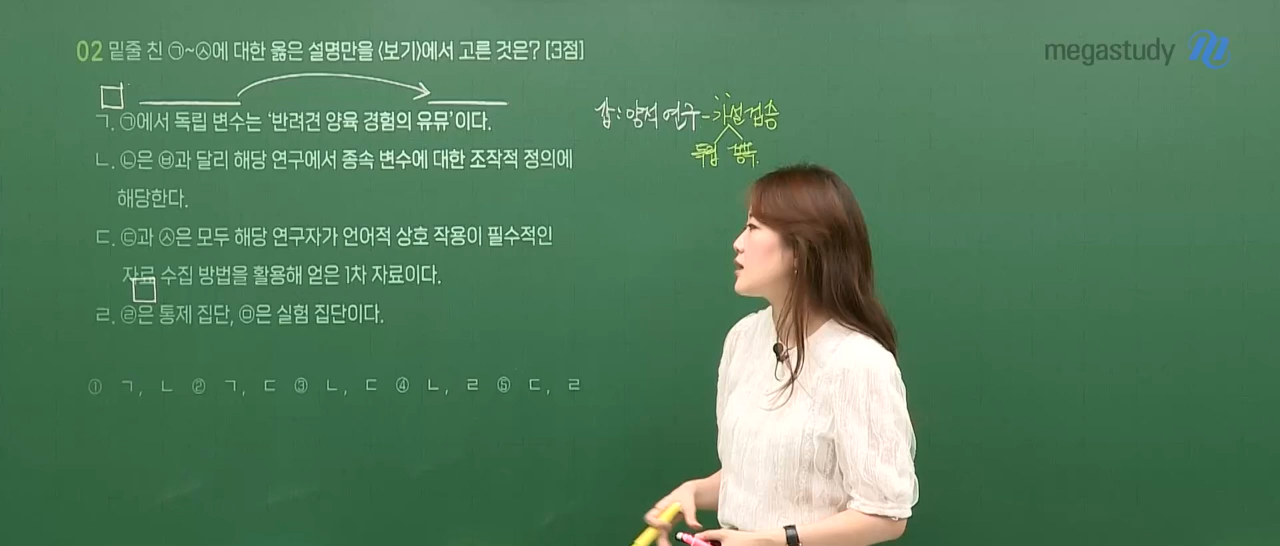 02 밑줄 친 ㉠~㉦에 대한 옳은 설명만을 <보기>에서 고른 것은? [3점]
megastudy M
ㄱ. ㉠에서 독립 변수는 ‘반려견 양육 경험의 유무’이다.
갑 : 양적 연구 - 가설 검증
독립 종속
ㄴ. ㉡은 ㉥과 달리 해당 연구에서 종속 변수에 대한 조작적 정의에
해당한다.
ㄷ. ㉢과 ㉦은 모두 해당 연구자가 언어적 상호 작용이 필수적인
자료 수집 방법을 활용해 얻은 1차 자료이다.
ㄹ. ㉣은 통제 집단, ㉤은 실험 집단이다.
① ㄱ, ㄴ ② ㄱ, ㄷ ③ ㄴ, ㄷ ④ ㄴ, ㄹ ⑤ ㄷ, ㄹ